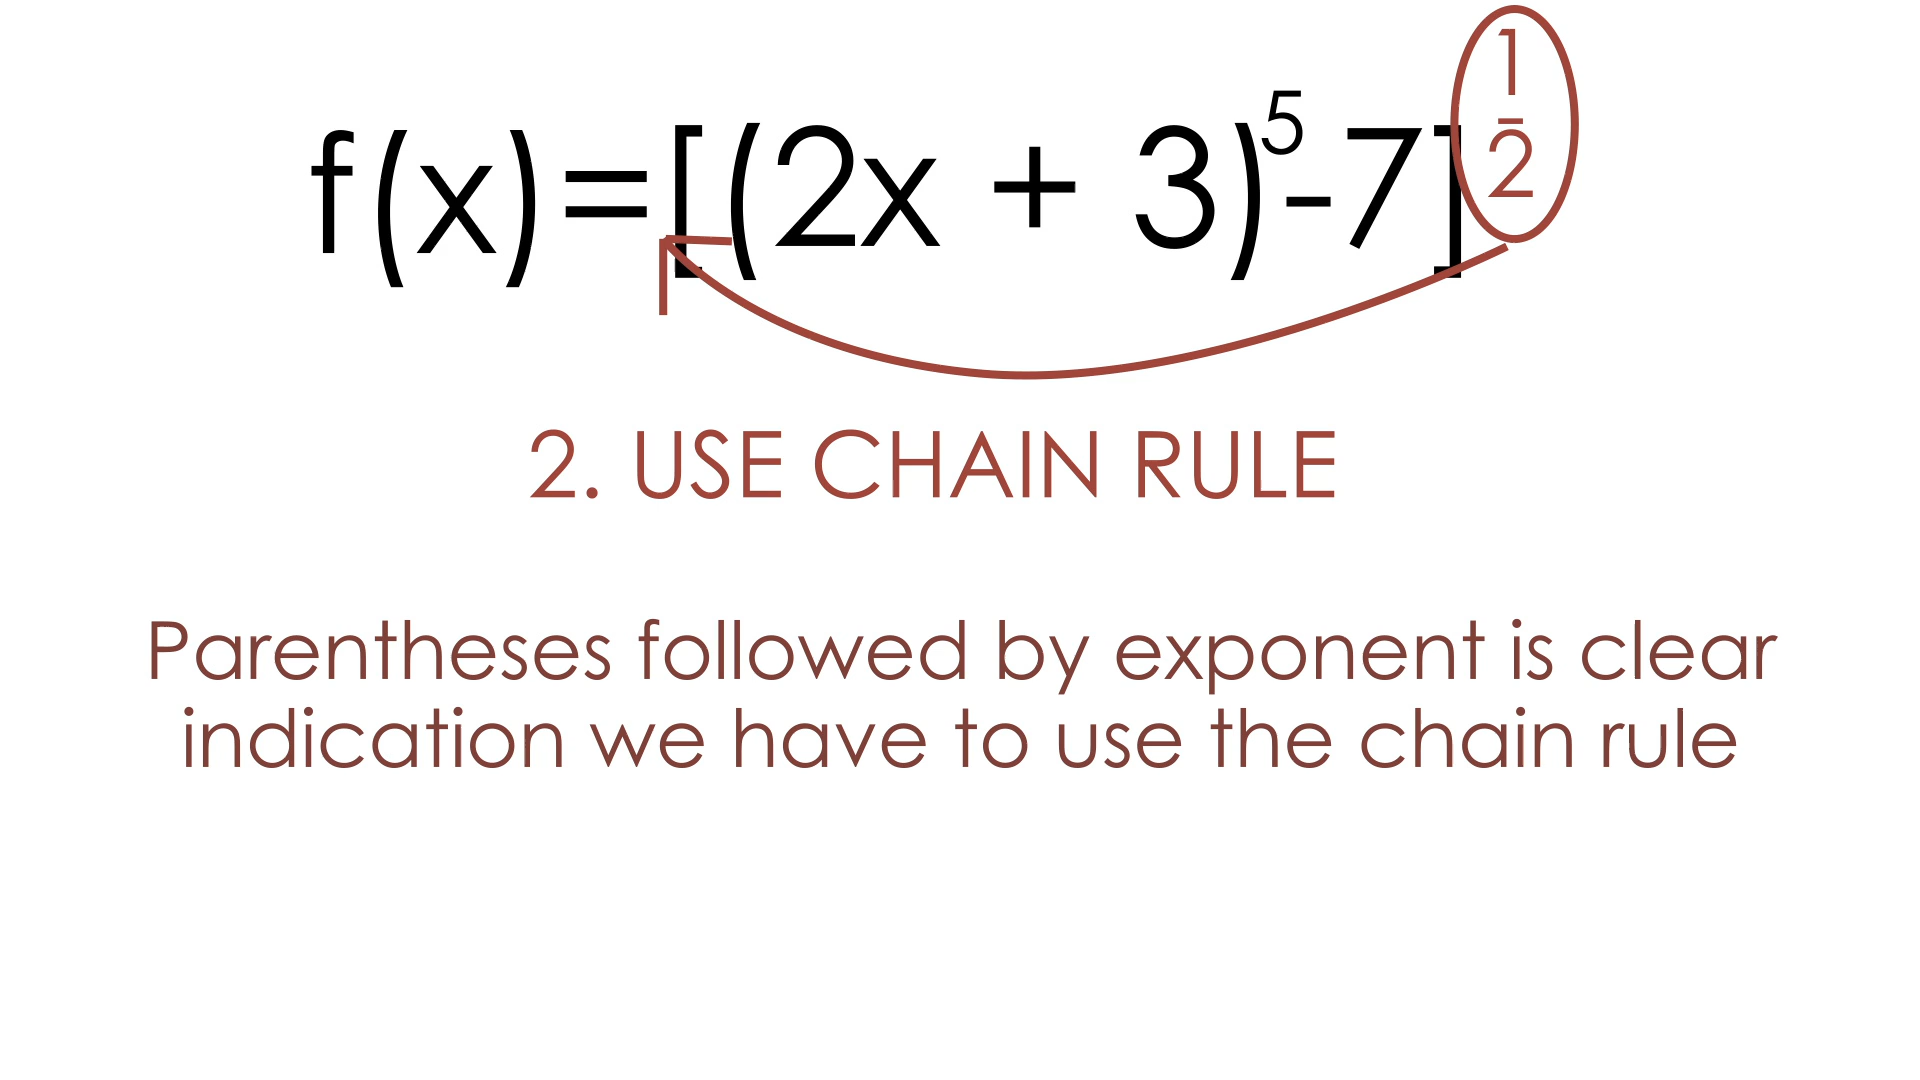 f(x)=[(2x + 3)⁵-7]^(1/2)
2. USE CHAIN RULE
Parentheses followed by exponent is clear
indication we have to use the chain rule